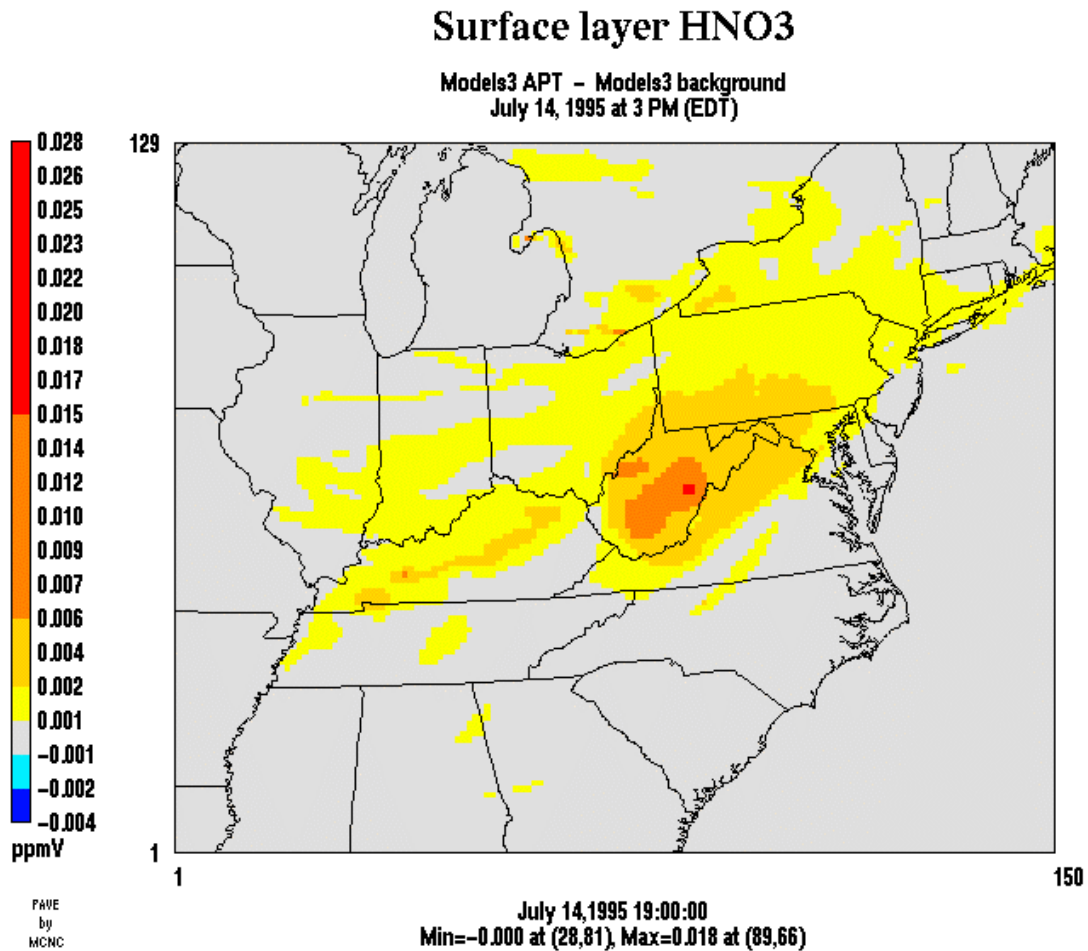 Surface layer HNO3
Models3 APT − Models3 background
July 14, 1995 at 3 PM (EDT)
0.028
0.026
0.025
0.023
0.022
0.020
0.018
0.017
0.015
0.014
0.012
0.010
0.009
0.007
0.006
0.004
0.002
0.001
−0.001
−0.002
−0.004
ppmV
129
1
1
150
PAVE
by
MCNC
July 14,1995 19:00:00
Min=−0.000 at (28,81), Max=0.018 at (89,66)